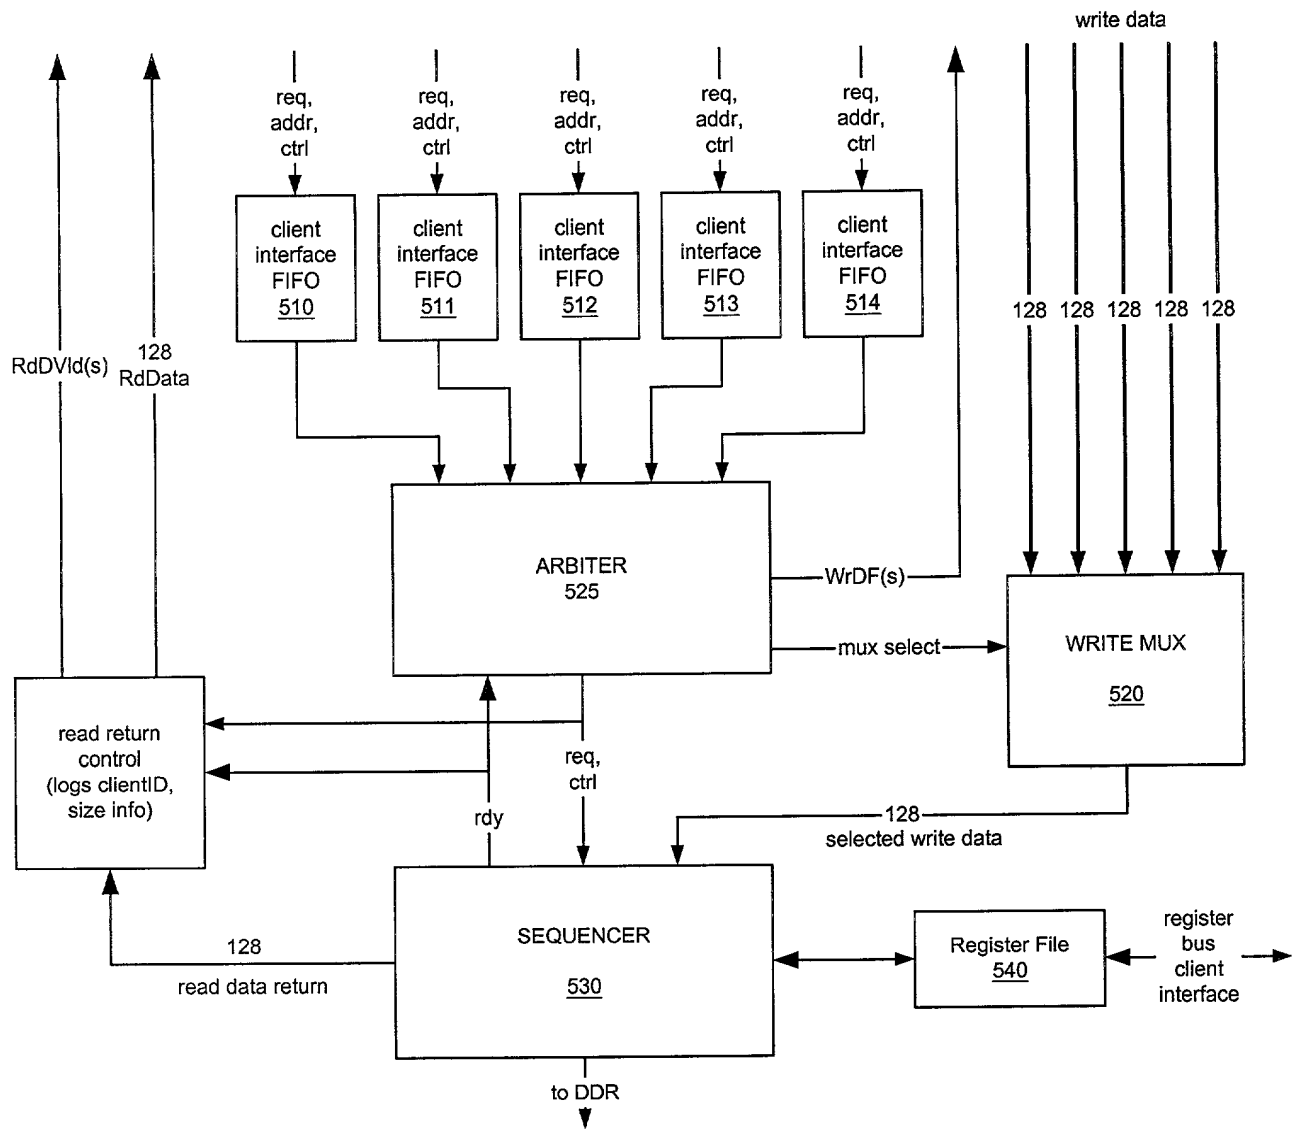 write data
req,
addr,
ctrl
req,
addr,
ctrl
req,
addr,
ctrl
req,
addr,
ctrl
req,
addr,
ctrl
client
interface
FIFO
510
client
interface
FIFO
511
client
interface
FIFO
512
client
interface
FIFO
513
client
interface
FIFO
514
128
128
128
128
128
RdDVld(s)
128
RdData
ARBITER
525
WrDF(s)
mux select
WRITE MUX
520
read return
control
(logs clientID,
size info)
req,
ctrl
rdy
128
selected write data
SEQUENCER
530
128
read data return
Register File
540
register
bus
client
interface
to DDR